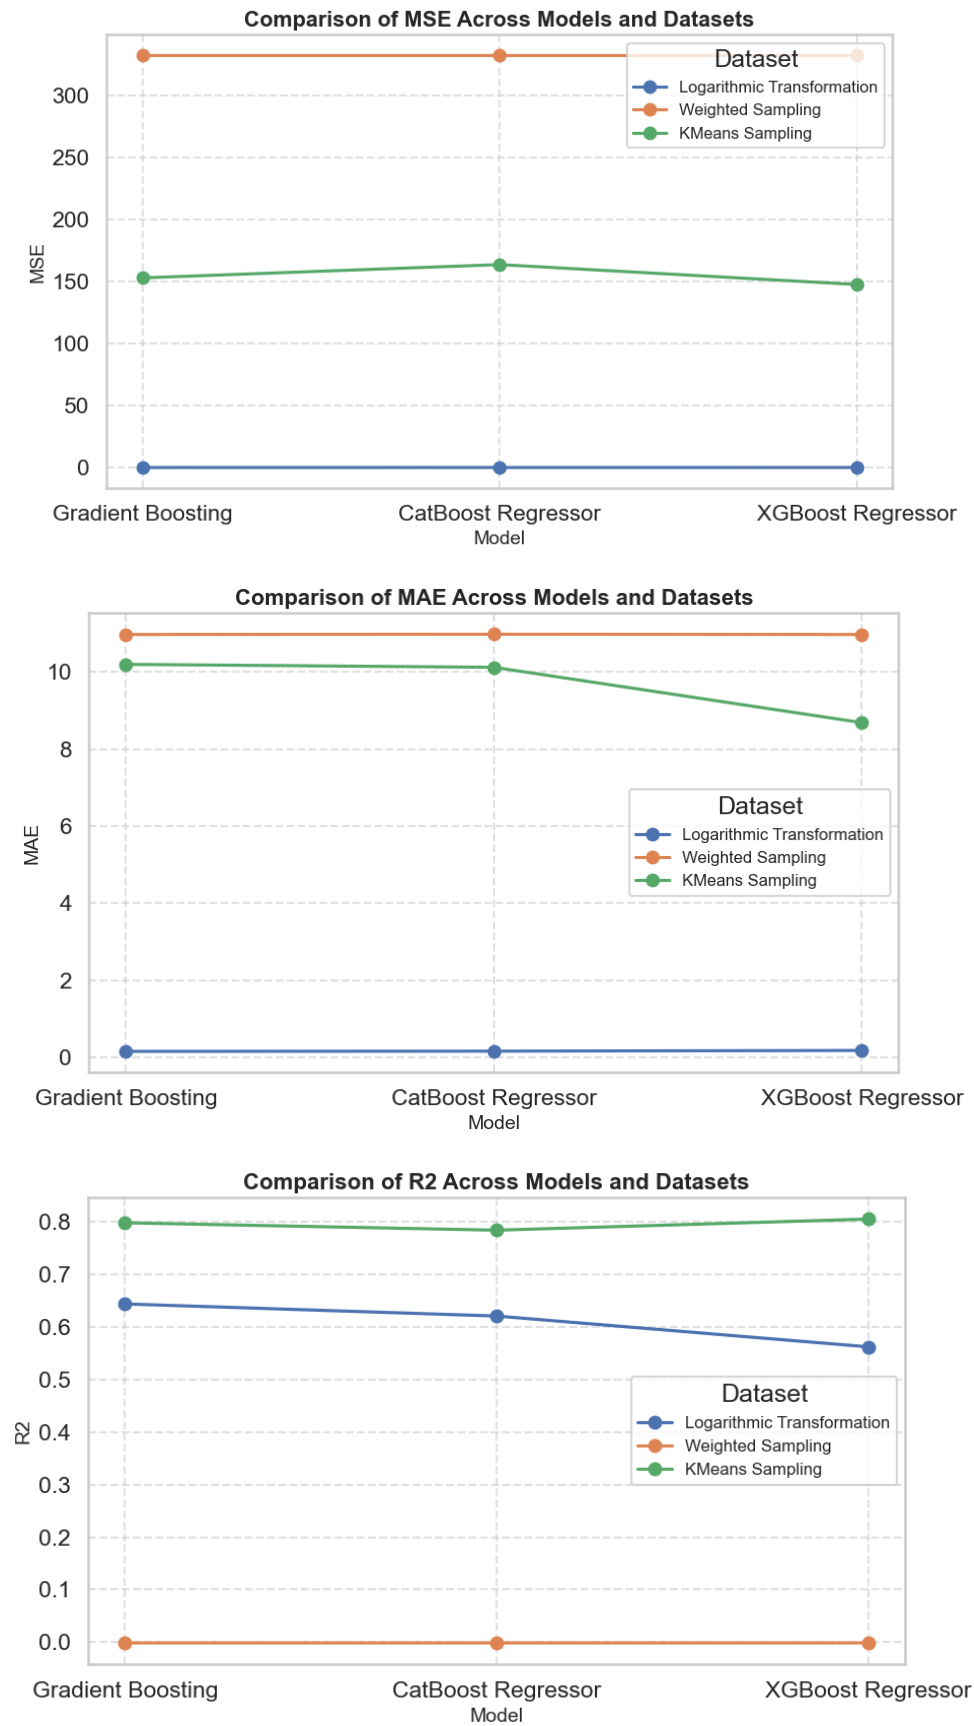 Comparison of MSE Across Models and Datasets
MSE
300
250
200
150
100
50
0
Dataset
Logarithmic Transformation
Weighted Sampling
KMeans Sampling
Gradient Boosting CatBoost Regressor XGBoost Regressor
Model
Comparison of MAE Across Models and Datasets
MAE
10
8
6
4
2
0
Dataset
Logarithmic Transformation
Weighted Sampling
KMeans Sampling
Gradient Boosting CatBoost Regressor XGBoost Regressor
Model
Comparison of R2 Across Models and Datasets
R2
0.8
0.7
0.6
0.5
0.4
0.3
0.2
0.1
0.0
Dataset
Logarithmic Transformation
Weighted Sampling
KMeans Sampling
Gradient Boosting CatBoost Regressor XGBoost Regressor
Model